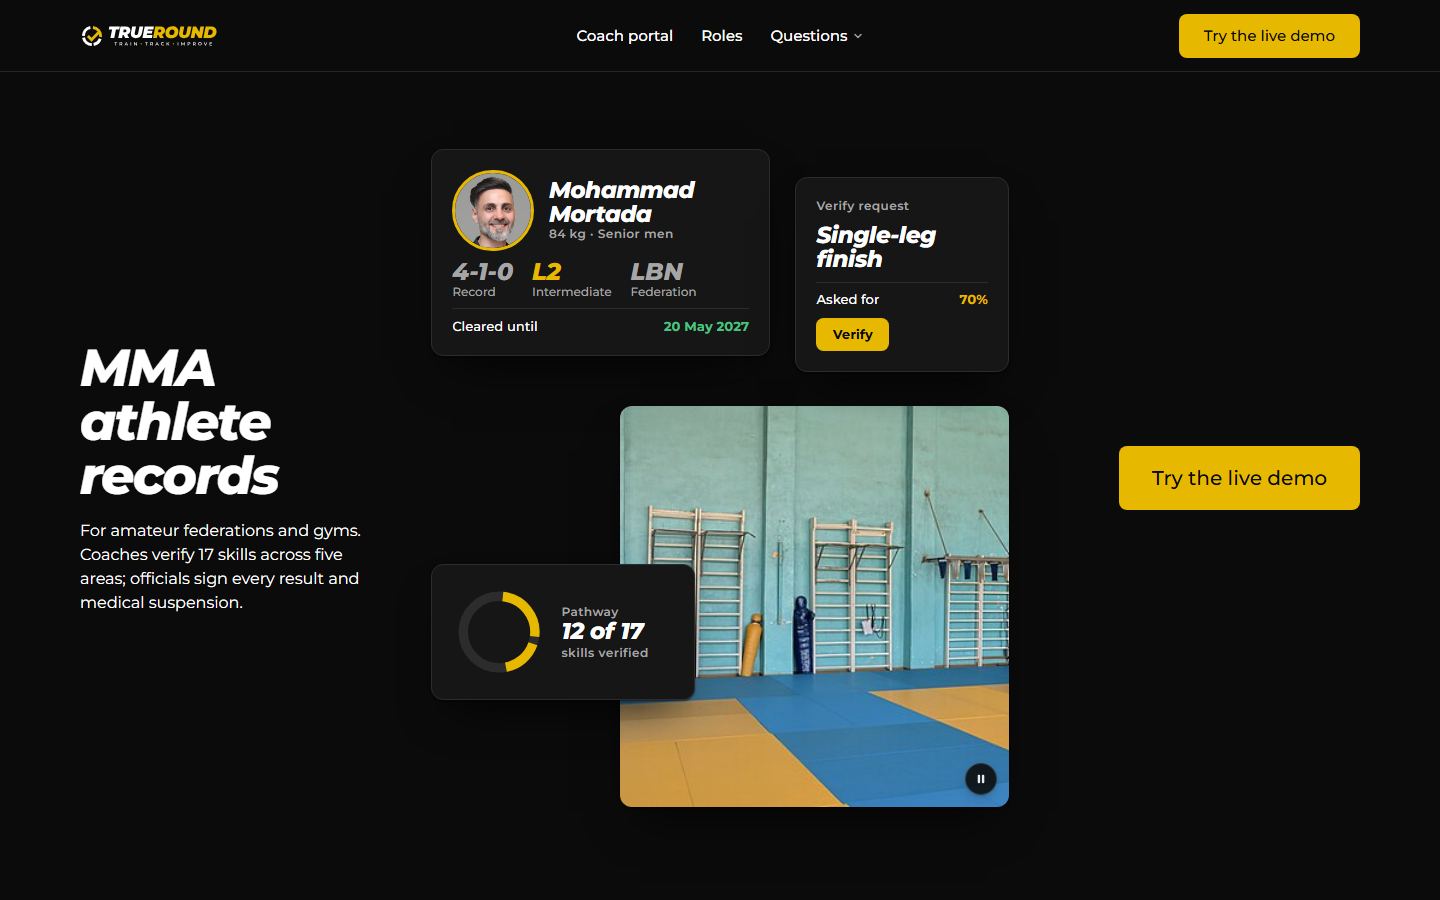 TRUEROUND
TRAIN·TRACK·IMPROVE
Coach portal
Roles
Questions
Try the live demo
MMA
athlete
records
For amateur federations and gyms.
Coaches verify 17 skills across five
areas; officials sign every result and
medical suspension.
Mohammad
Mortada
84 kg · Senior men
4-1-0 L2 LBN
Record Intermediate Federation
Cleared until 20 May 2027
Verify request
Single-leg
finish
Asked for 70%
Verify
Pathway
12 of 17
skills verified
Try the live demo